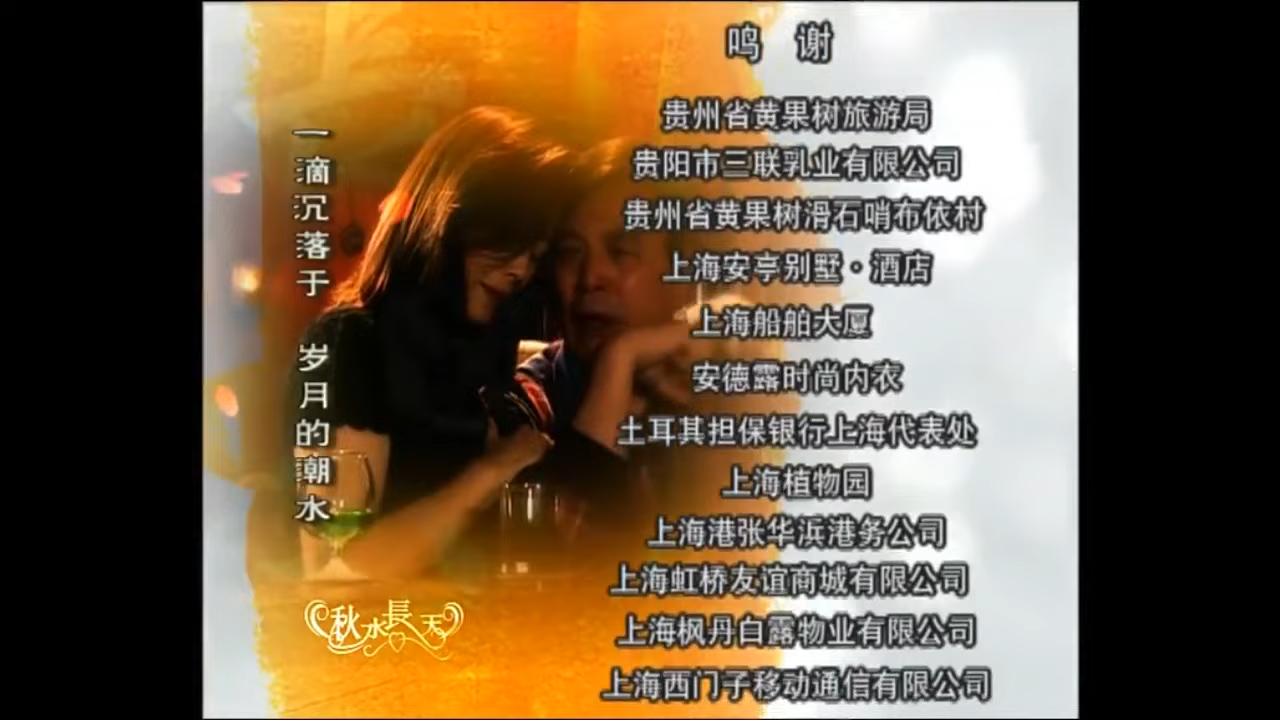 鸣 谢
贵州省黄果树旅游局
贵阳市三联乳业有限公司
贵州省黄果树滑石哨布依村
上海安亭别墅·酒店
上海船舶大厦
安德露时尚内衣
土耳其担保银行上海代表处
上海植物园
上海港张华浜港务公司
上海虹桥友谊商城有限公司
上海枫丹白露物业有限公司
上海西门子移动通信有限公司
一滴沉落于 岁月的潮水
秋水長天